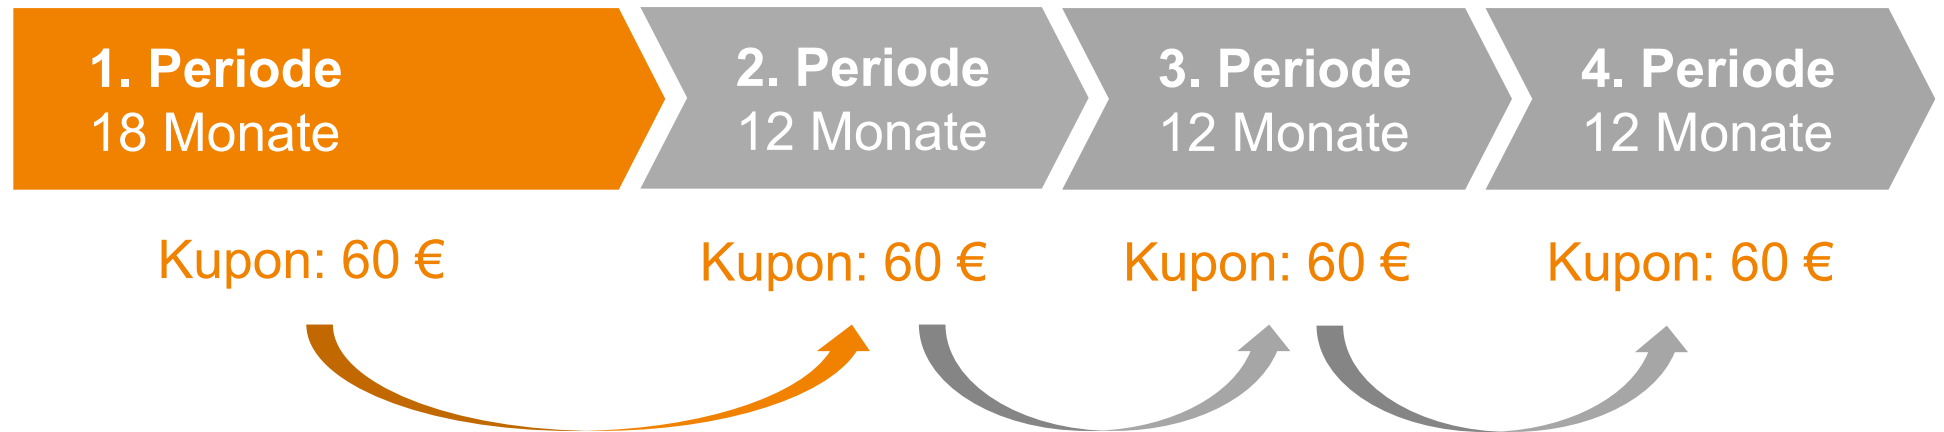 1. Periode
18 Monate
2. Periode
12 Monate
3. Periode
12 Monate
4. Periode
12 Monate
Kupon: 60 €
Kupon: 60 €
Kupon: 60 €
Kupon: 60 €